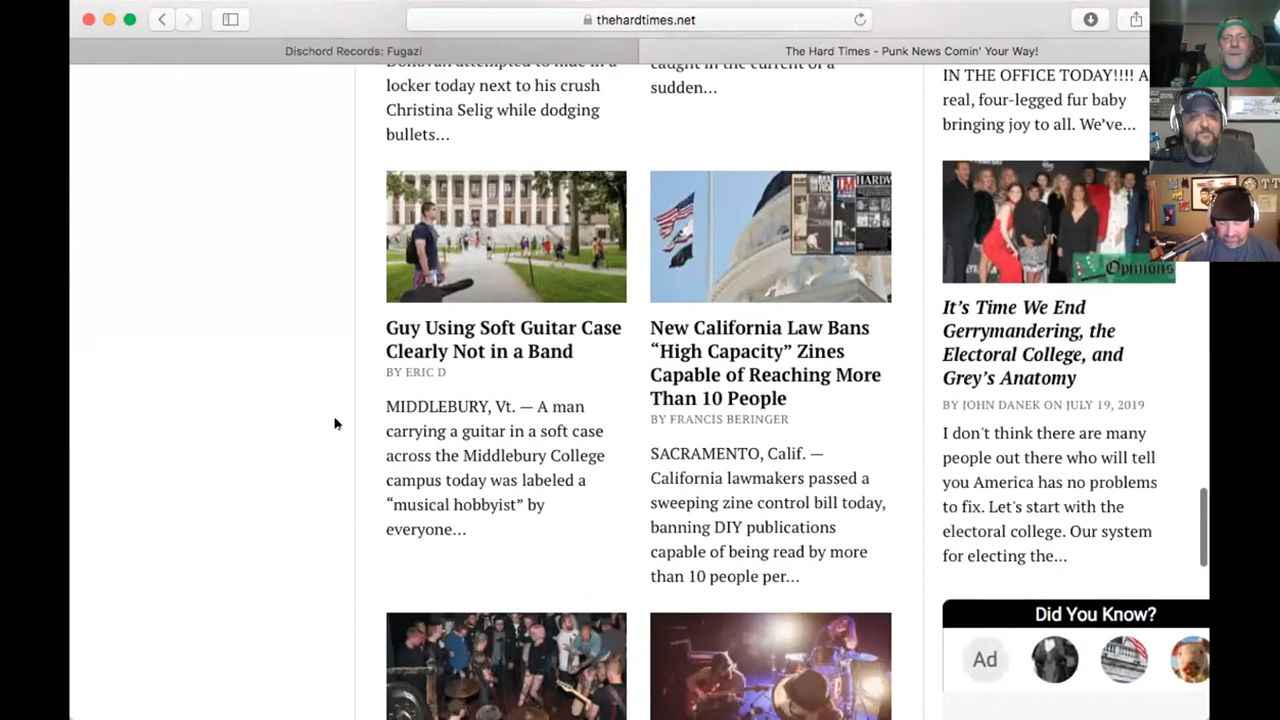 thehardtimes.net
Dischord Records: Fugazi
The Hard Times - Punk News Comin' Your Way!
locker today next to his crush
Christina Selig while dodging
bullets…
sudden…
IN THE OFFICE TODAY!!!! A
real, four-legged fur baby
bringing joy to all. We've...
Guy Using Soft Guitar Case
Clearly Not in a Band
BY ERIC D
MIDDLEBURY, Vt. — A man
carrying a guitar in a soft case
across the Middlebury College
campus today was labeled a
“musical hobbyist” by
everyone…
HARDW
New California Law Bans
“High Capacity” Zines
Capable of Reaching More
Than 10 People
BY FRANCIS BERINGER
SACRAMENTO, Calif. —
California lawmakers passed a
sweeping zine control bill today,
banning DIY publications
capable of being read by more
than 10 people per…
Opinions
It’s Time We End
Gerrymandering, the
Electoral College, and
Grey’s Anatomy
BY JOHN DANEK ON JULY 19, 2019
I don't think there are many
people out there who will tell
you America has no problems
to fix. Let's start with the
electoral college. Our system
for electing the...
Did You Know?
Ad